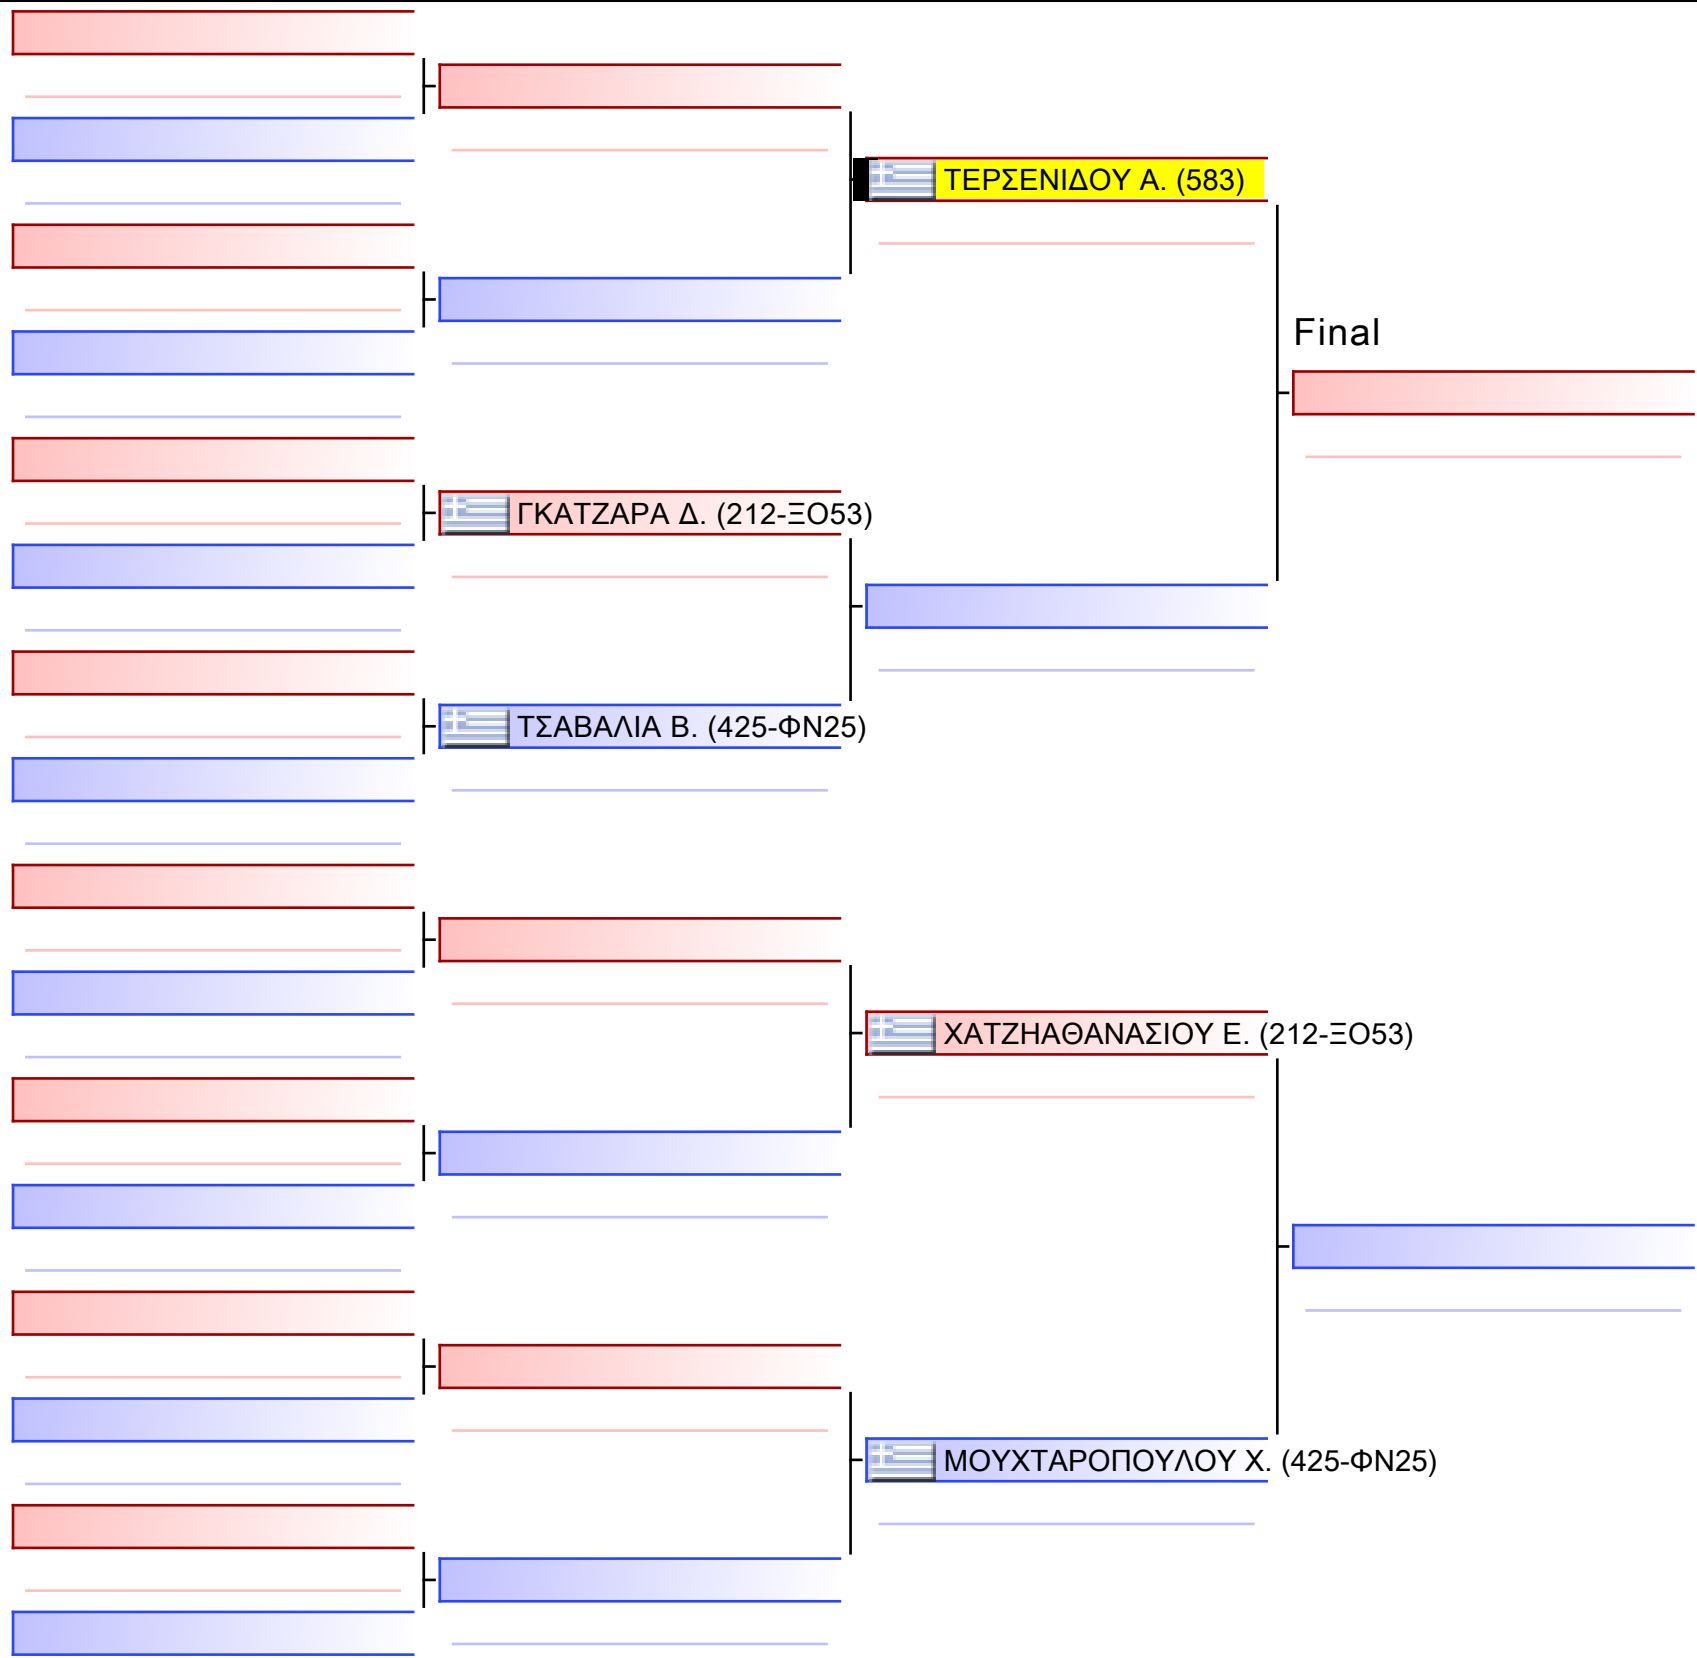 ΤΕΡΣΕΝΙΔΟΥ Α. (583)
Final
ΓΚΑΤΖΑΡΑ Δ. (212-ΞΟ53)
ΤΣΑΒΑΛΙΑ Β. (425-ΦΝ25)
ΧΑΤΖΗΑΘΑΝΑΣΙΟΥ Ε. (212-ΞΟ53)
ΜΟΥΧΤΑΡΟΠΟΥΛΟΥ Χ. (425-ΦΝ25)